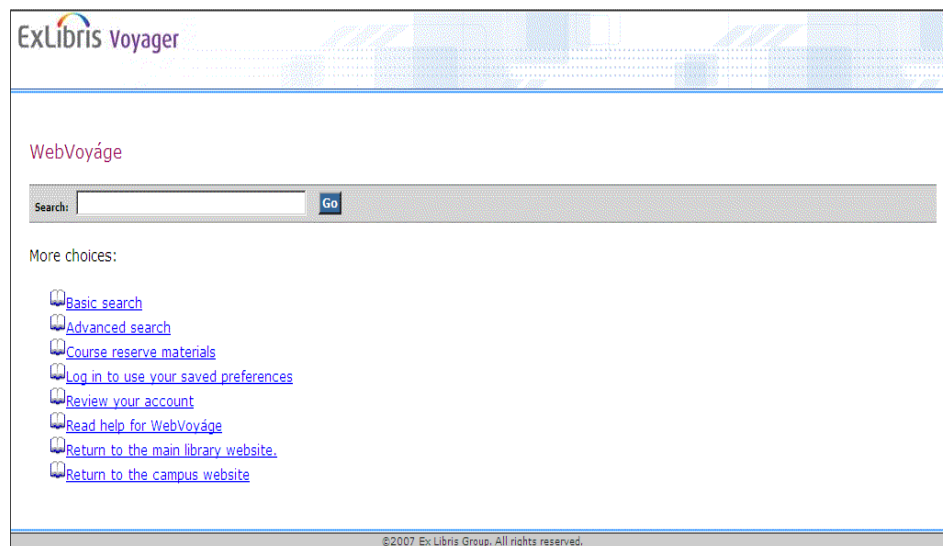 ExLibris Voyager
WebVoyáge
Search: Go
More choices:
Basic search
Advanced search
Course reserve materials
Log in to use your saved preferences
Review your account
Read help for WebVoyáge
Return to the main library website.
Return to the campus website
©2007 Ex Libris Group. All rights reserved.